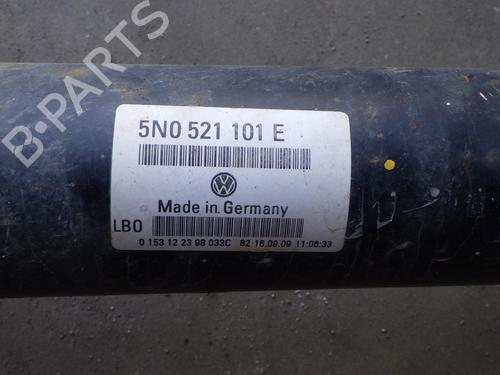 B-PARTS
5N0 521 101 E
Made in Germany
LB0
0 153 12 23 98 033C 82 16.09.09 11:06:33